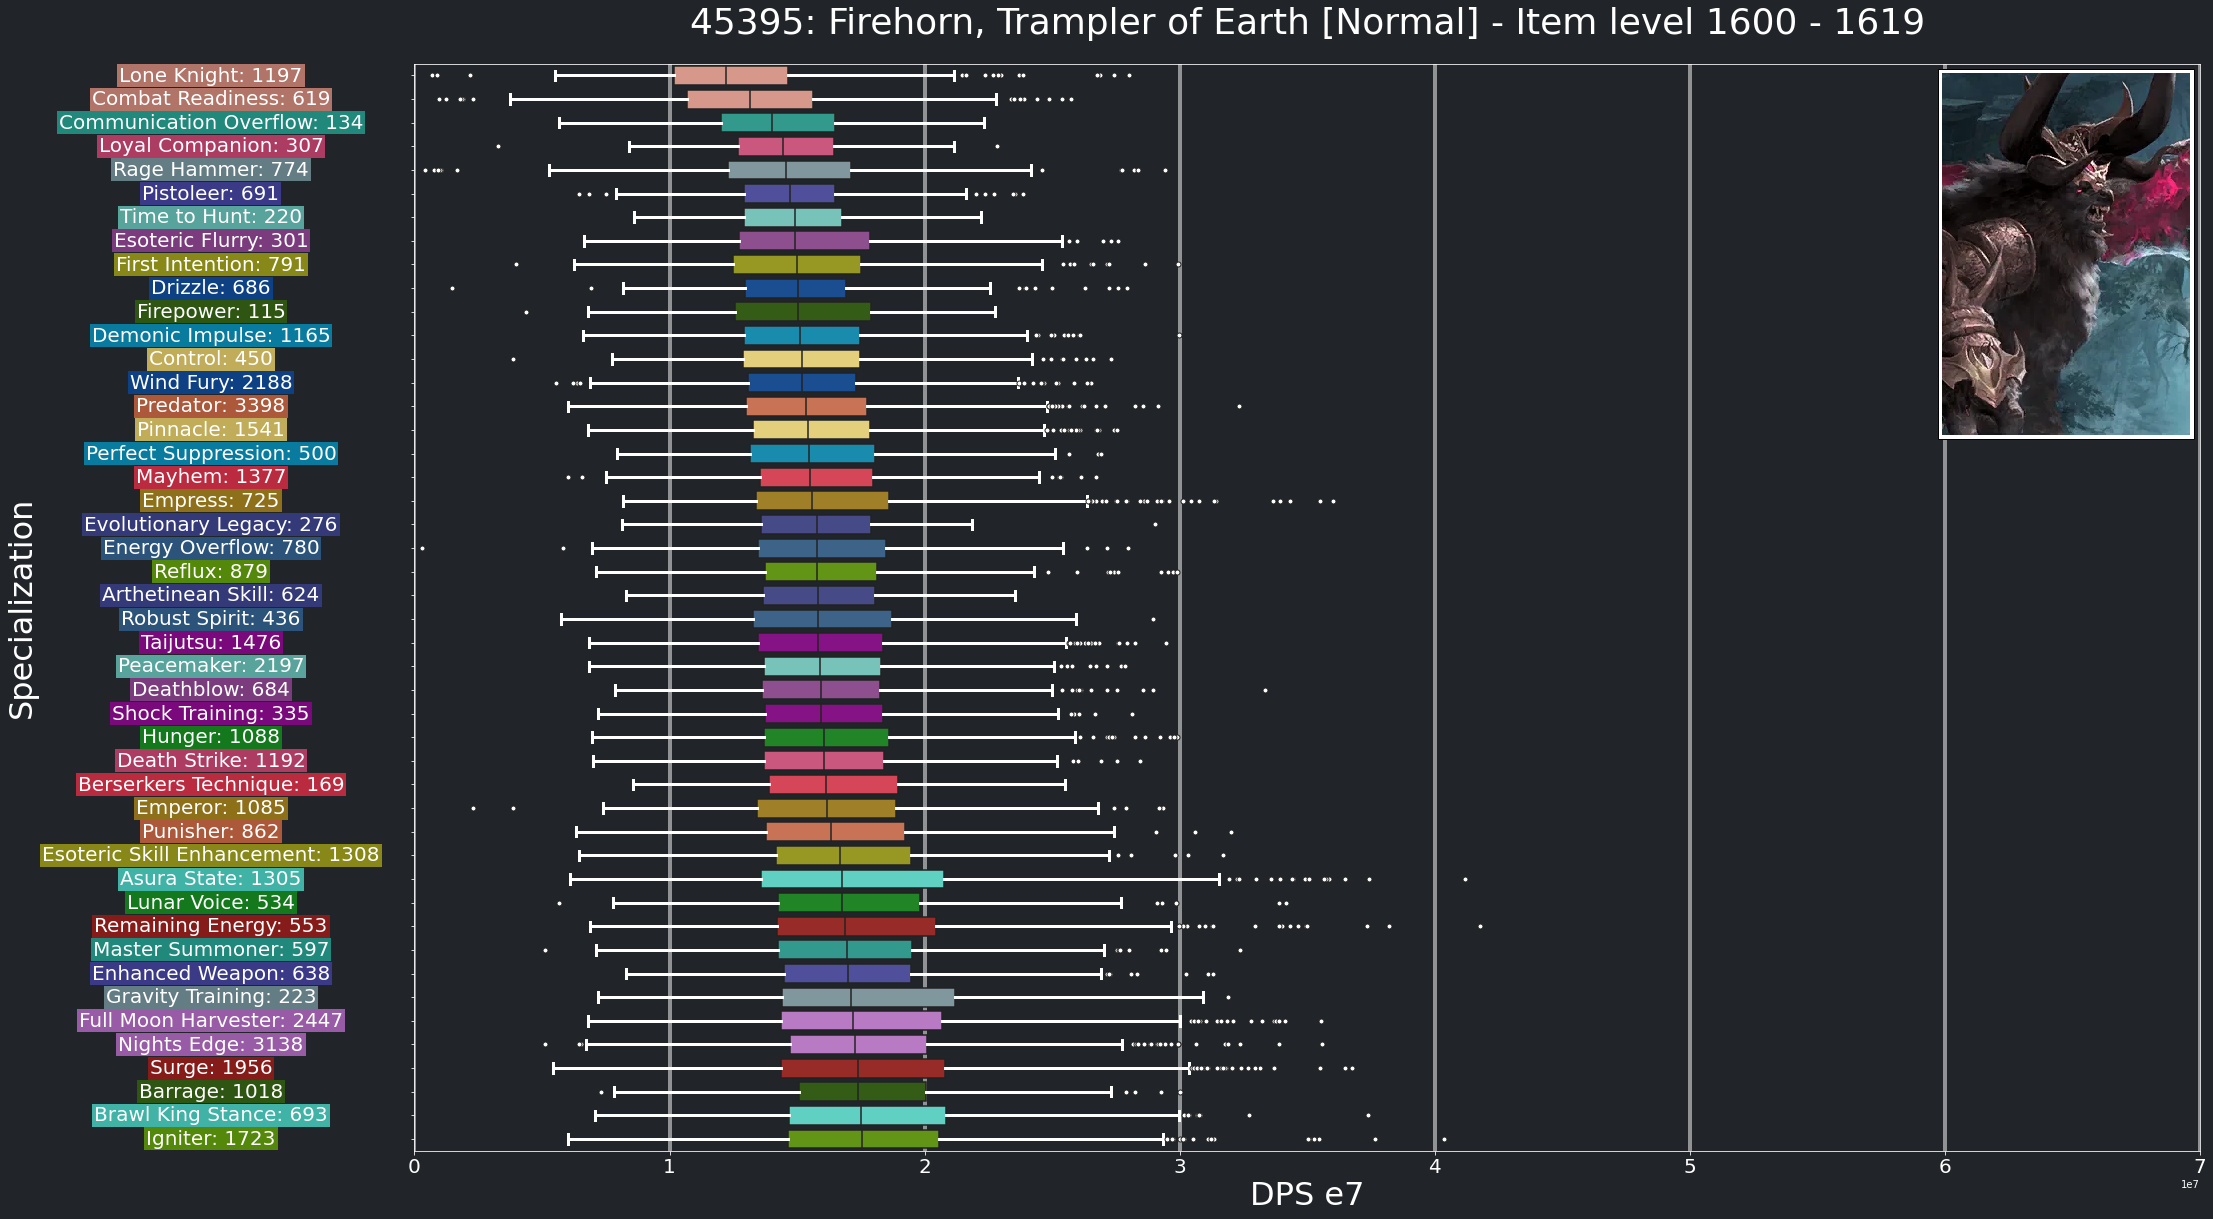 45395: Firehorn, Trampler of Earth [Normal] - Item level 1600 - 1619
Lone Knight: 1197
Combat Readiness: 619
Communication Overflow: 134
Loyal Companion: 307
Rage Hammer: 774
Pistoleer: 691
Time to Hunt: 220
Esoteric Flurry: 301
First Intention: 791
Drizzle: 686
Firepower: 115
Demonic Impulse: 1165
Control: 450
Wind Fury: 2188
Predator: 3398
Pinnacle: 1541
Perfect Suppression: 500
Mayhem: 1377
Empress: 725
Evolutionary Legacy: 276
Energy Overflow: 780
Reflux: 879
Arthetinean Skill: 624
Robust Spirit: 436
Taijutsu: 1476
Peacemaker: 2197
Deathblow: 684
Shock Training: 335
Hunger: 1088
Death Strike: 1192
Berserkers Technique: 169
Emperor: 1085
Punisher: 862
Esoteric Skill Enhancement: 1308
Asura State: 1305
Lunar Voice: 534
Remaining Energy: 553
Master Summoner: 597
Enhanced Weapon: 638
Gravity Training: 223
Full Moon Harvester: 2447
Nights Edge: 3138
Surge: 1956
Barrage: 1018
Brawl King Stance: 693
Igniter: 1723
Specialization
0 1 2 3 4 5 6 7
1e7
DPS e7